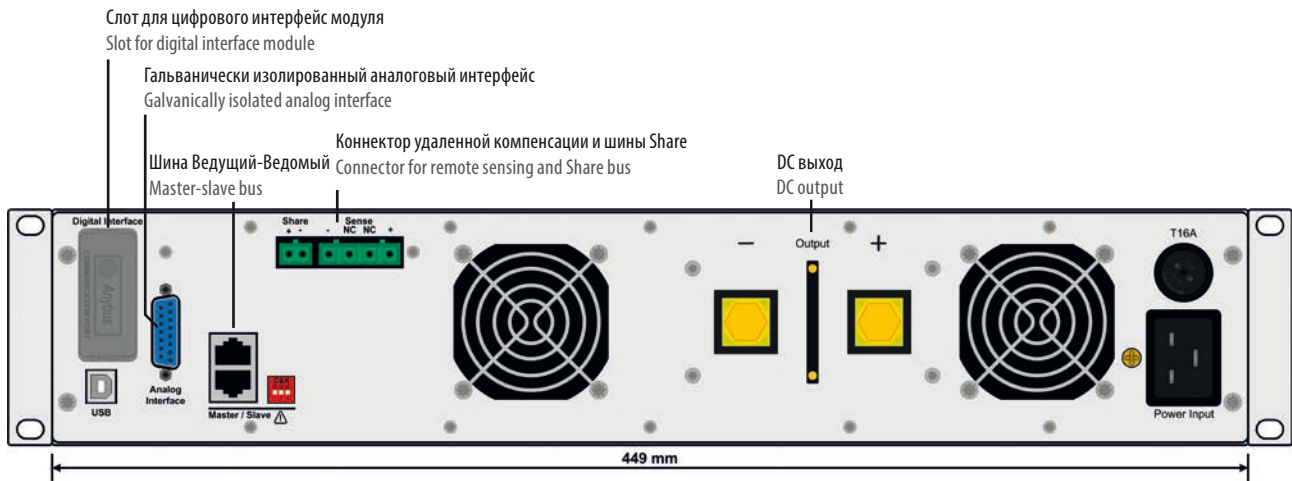 Слот для цифрового интерфейс модуля
Slot for digital interface module
Гальванически изолированный аналоговый интерфейс
Galvanically isolated analog interface
Шина Ведущий-Ведомый
Master-slave bus
Коннектор удаленной компенсации и шины Share
Connector for remote sensing and Share bus
DC выход
DC output
Digital Interface
Anybus
USB
Analog
Interface
Master / Slave
Share
+ -
Sense
- NC NC +
— Output +
T16A
Power Input
449 mm